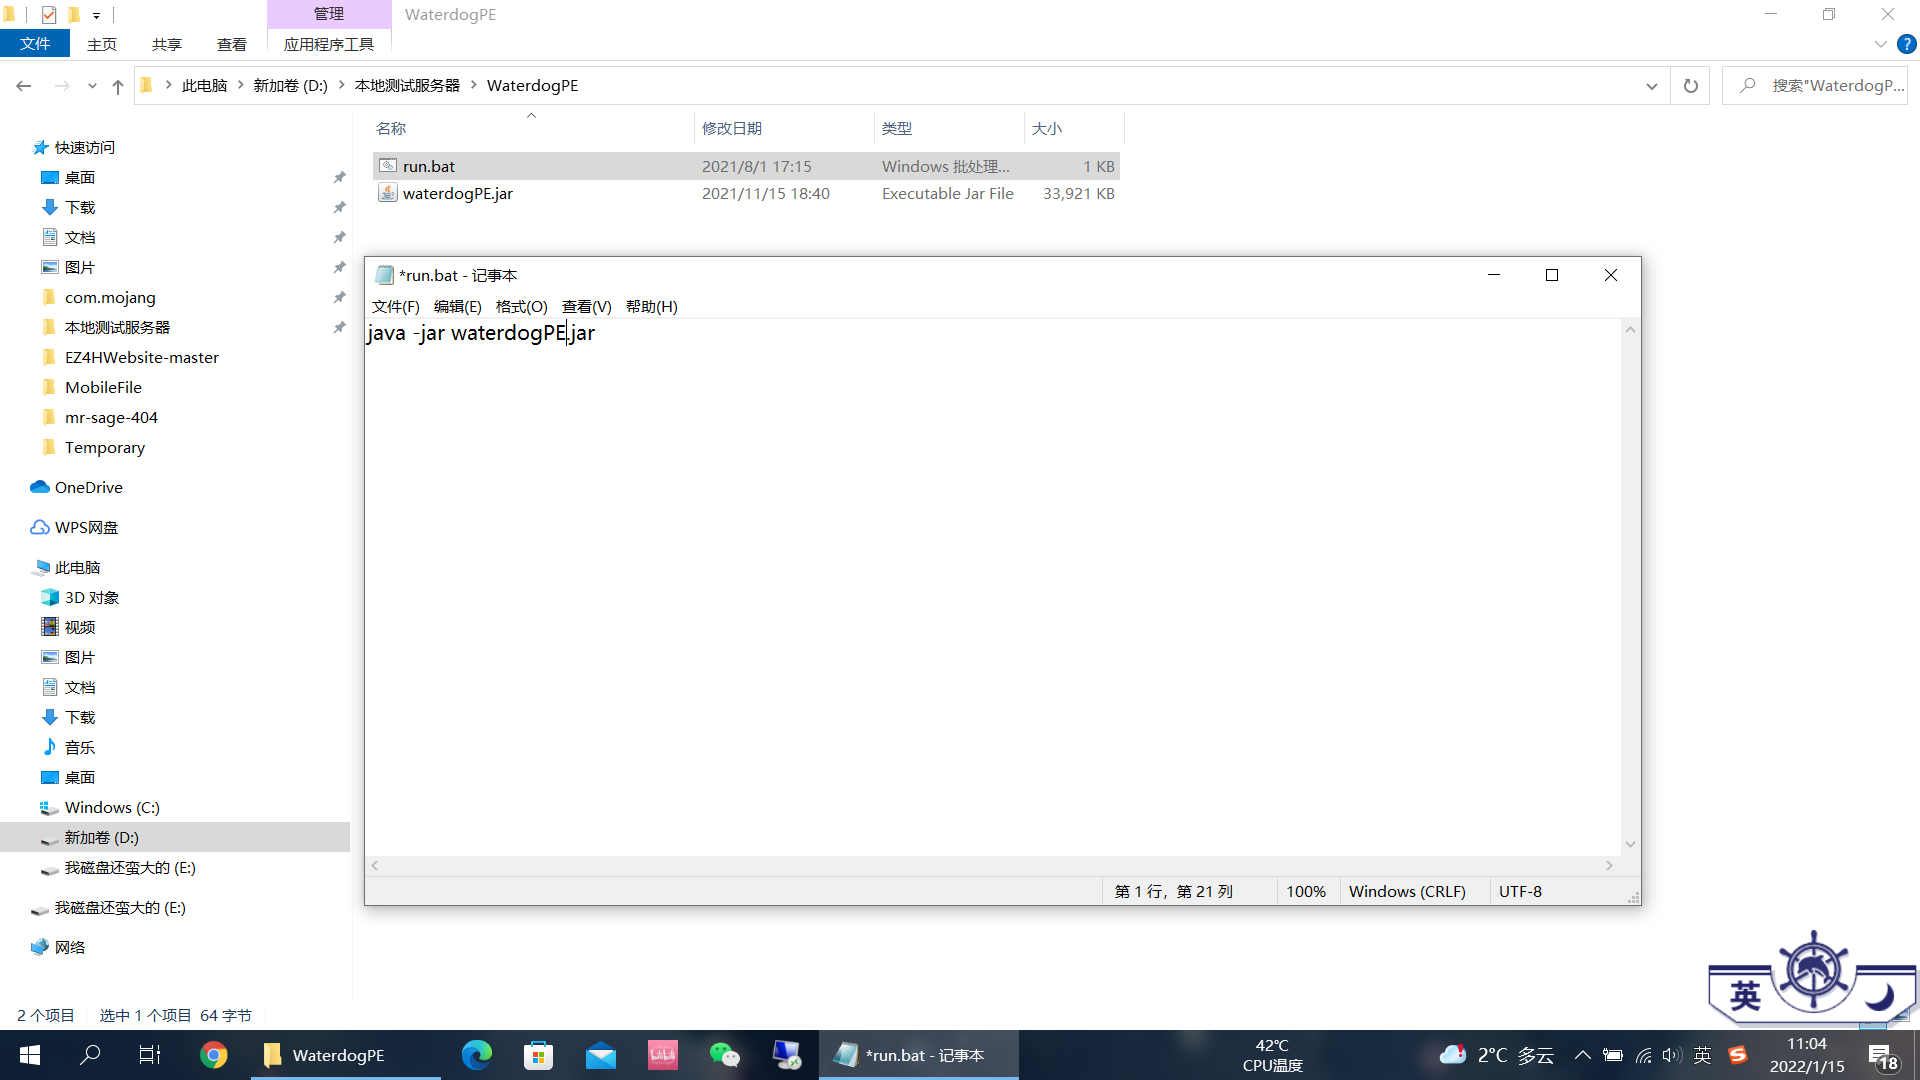 管理
WaterdogPE
文件
主页
共享
查看
应用程序工具
此电脑 › 新加卷 (D:) › 本地测试服务器 › WaterdogPE
搜索"WaterdogP...
名称
修改日期
类型
大小
run.bat 2021/8/1 17:15 Windows 批处理... 1 KB
waterdogPE.jar 2021/11/15 18:40 Executable Jar File 33,921 KB
快速访问
桌面
下载
文档
图片
com.mojang
本地测试服务器
EZ4HWebsite-master
MobileFile
mr-sage-404
Temporary
OneDrive
WPS网盘
此电脑
3D 对象
视频
图片
文档
下载
音乐
桌面
Windows (C:)
新加卷 (D:)
我磁盘还蛮大的 (E:)
我磁盘还蛮大的 (E:)
网络
2 个项目
选中 1 个项目 64 字节
*run.bat - 记事本
文件(F) 编辑(E) 格式(O) 查看(V) 帮助(H)
java -jar waterdogPE.jar
第 1 行，第 21 列
100%
Windows (CRLF)
UTF-8
英
WaterdogPE
*run.bat - 记事本
42℃
CPU温度
2°C 多云
英
11:04
2022/1/15
18